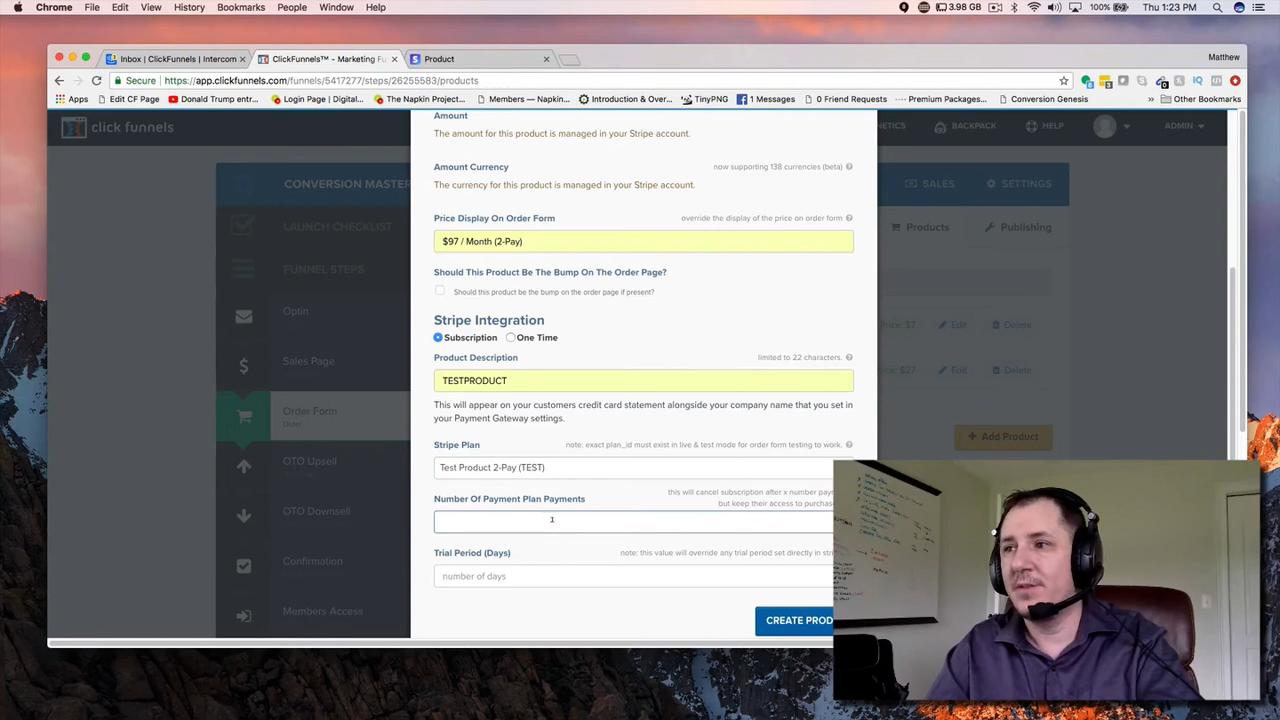 Chrome File Edit View History Bookmarks People Window Help
3.98 GB 100% Thu 1:23 PM
Inbox | ClickFunnels | Intercom
ClickFunnels™ - Marketing Fu
Product
Matthew
Secure https://app.clickfunnels.com/funnels/5417277/steps/26255583/products
Apps Edit CF Page Donald Trump entr... Login Page | Digital... The Napkin Project... Members — Napkin... Introduction & Over... TinyPNG 1 Messages 0 Friend Requests Premium Packages... Conversion Genesis » Other Bookmarks
click funnels
NETICS BACKPACK HELP ADMIN
CONVERSION MASTER
SALES SETTINGS
LAUNCH CHECKLIST
Products Publishing
FUNNEL STEPS
Optin
Sales Page
Order Form
Order
OTO Upsell
OTO Downsell
Confirmation
Members Access
Price: $7 Edit Delete
Price: $27 Edit Delete
+ Add Product
Amount
The amount for this product is managed in your Stripe account.
Amount Currency
now supporting 138 currencies (beta)
The currency for this product is managed in your Stripe account.
Price Display On Order Form
override the display of the price on order form
$97 / Month (2-Pay)
Should This Product Be The Bump On The Order Page?
Should this product be the bump on the order page if present?
Stripe Integration
Subscription One Time
Product Description
limited to 22 characters.
TESTPRODUCT
This will appear on your customers credit card statement alongside your company name that you set in
your Payment Gateway settings.
Stripe Plan
note: exact plan_id must exist in live & test mode for order form testing to work.
Test Product 2-Pay (TEST)
Number Of Payment Plan Payments
this will cancel subscription after x number paym
but keep their access to purchase
Trial Period (Days)
note: this value will override any trial period set directly in stri
number of days
CREATE PROD